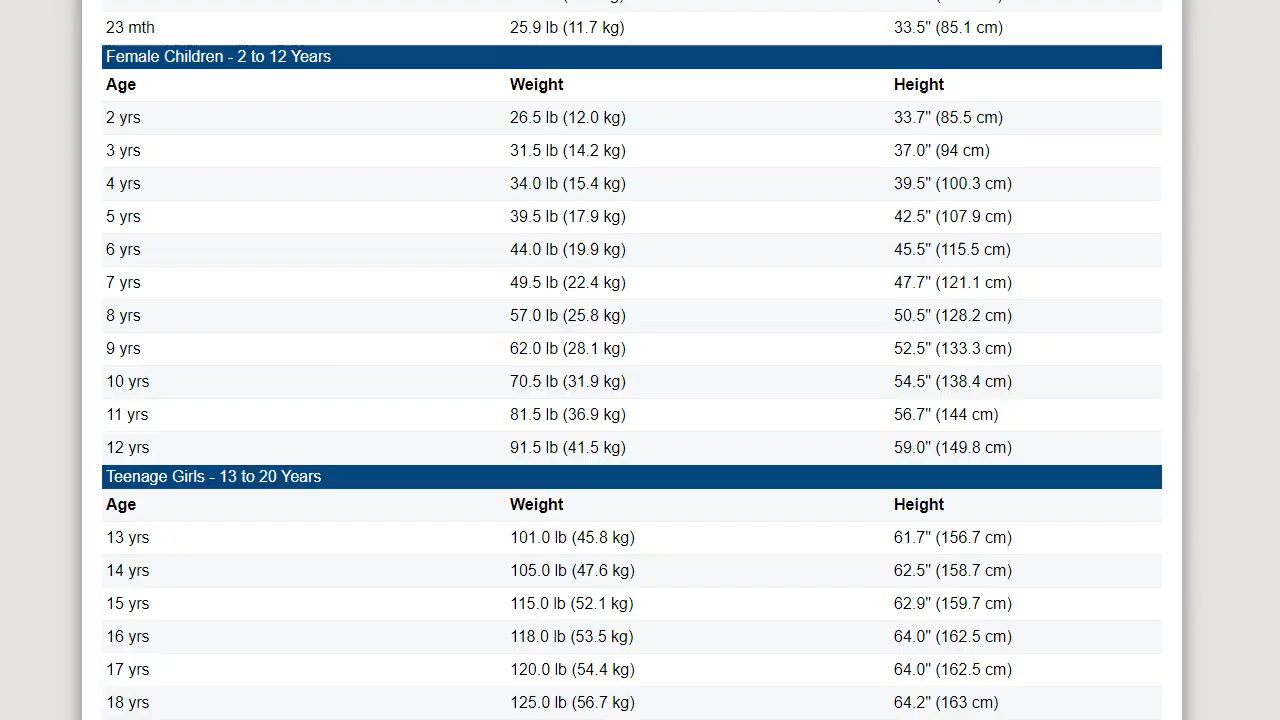 23 mth 25.9 lb (11.7 kg) 33.5" (85.1 cm)
Female Children - 2 to 12 Years
Age Weight Height
2 yrs 26.5 lb (12.0 kg) 33.7" (85.5 cm)
3 yrs 31.5 lb (14.2 kg) 37.0" (94 cm)
4 yrs 34.0 lb (15.4 kg) 39.5" (100.3 cm)
5 yrs 39.5 lb (17.9 kg) 42.5" (107.9 cm)
6 yrs 44.0 lb (19.9 kg) 45.5" (115.5 cm)
7 yrs 49.5 lb (22.4 kg) 47.7" (121.1 cm)
8 yrs 57.0 lb (25.8 kg) 50.5" (128.2 cm)
9 yrs 62.0 lb (28.1 kg) 52.5" (133.3 cm)
10 yrs 70.5 lb (31.9 kg) 54.5" (138.4 cm)
11 yrs 81.5 lb (36.9 kg) 56.7" (144 cm)
12 yrs 91.5 lb (41.5 kg) 59.0" (149.8 cm)
Teenage Girls - 13 to 20 Years
Age Weight Height
13 yrs 101.0 lb (45.8 kg) 61.7" (156.7 cm)
14 yrs 105.0 lb (47.6 kg) 62.5" (158.7 cm)
15 yrs 115.0 lb (52.1 kg) 62.9" (159.7 cm)
16 yrs 118.0 lb (53.5 kg) 64.0" (162.5 cm)
17 yrs 120.0 lb (54.4 kg) 64.0" (162.5 cm)
18 yrs 125.0 lb (56.7 kg) 64.2" (163 cm)